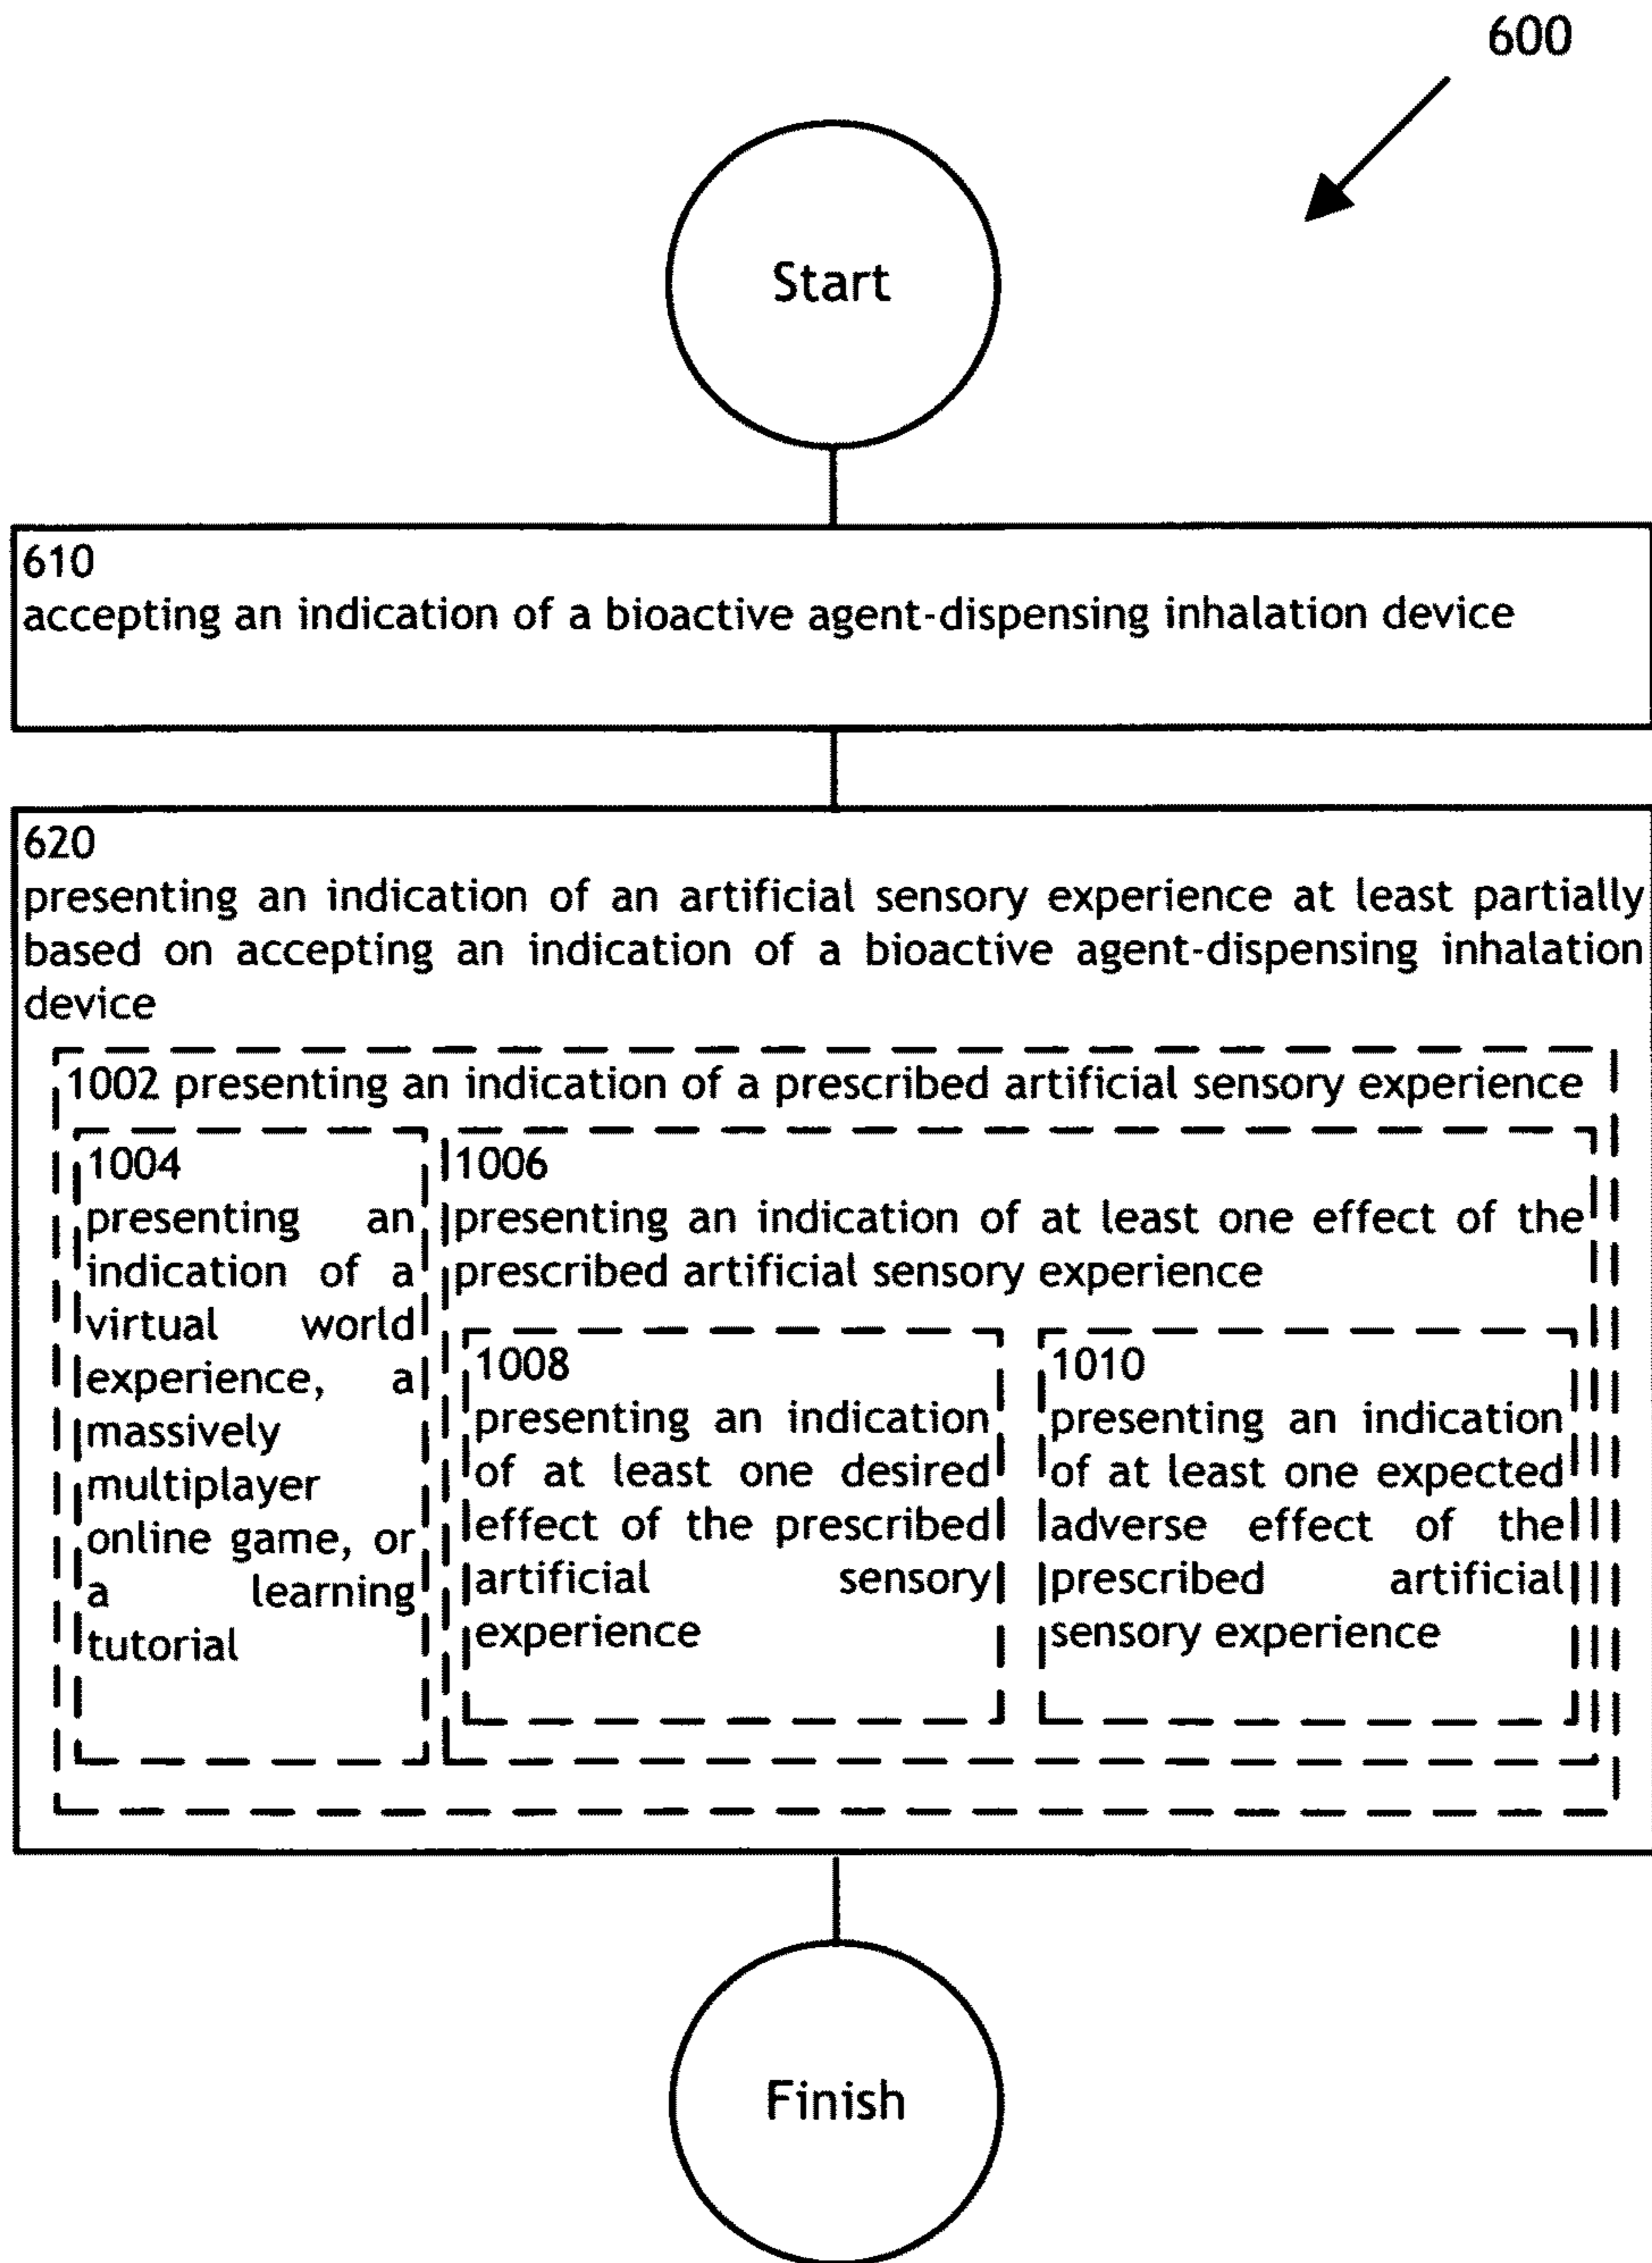 600
Start
610
accepting an indication of a bioactive agent-dispensing inhalation device
620
presenting an indication of an artificial sensory experience at least partially
based on accepting an indication of a bioactive agent-dispensing inhalation
device
1002 presenting an indication of a prescribed artificial sensory experience
1004
presenting an
indication of a
virtual world
experience, a
massively
multiplayer
online game, or
a learning
tutorial
1006
presenting an indication of at least one effect of the
prescribed artificial sensory experience
1008
presenting an indication
of at least one desired
effect of the prescribed
artificial sensory
experience
1010
presenting an indication
of at least one expected
adverse effect of the
prescribed artificial
sensory experience
Finish